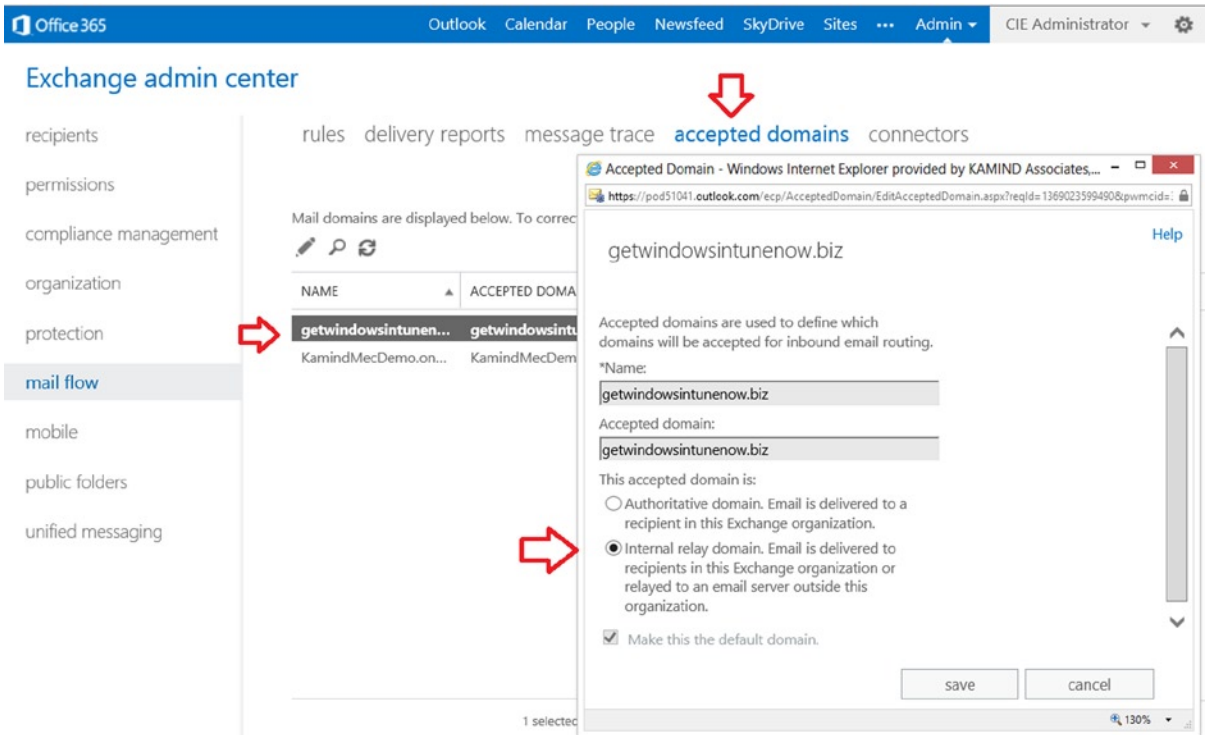 Office 365 Outlook Calendar People Newsfeed SkyDrive Sites ••• Admin CIE Administrator
Exchange admin center
recipients
permissions
compliance management
organization
protection
mail flow
mobile
public folders
unified messaging
rules delivery reports message trace accepted domains connectors
Mail domains are displayed below. To correc
NAME ACCEPTED DOMA
getwindowsintunen... getwindowsintu
KamindMecDemo.on... KamindMecDem
1 selected
Accepted Domain - Windows Internet Explorer provided by KAMIND Associates,...
https://pod51041.outlook.com/ecp/AcceptedDomain/EditAcceptedDomain.aspx?reqId=1369023599490&pwmcid=
Help
getwindowsintunenow.biz
Accepted domains are used to define which
domains will be accepted for inbound email routing.
*Name:
getwindowsintunenow.biz
Accepted domain:
getwindowsintunenow.biz
This accepted domain is:
Authoritative domain. Email is delivered to a
recipient in this Exchange organization.
Internal relay domain. Email is delivered to
recipients in this Exchange organization or
relayed to an email server outside this
organization.
Make this the default domain.
save cancel
130%